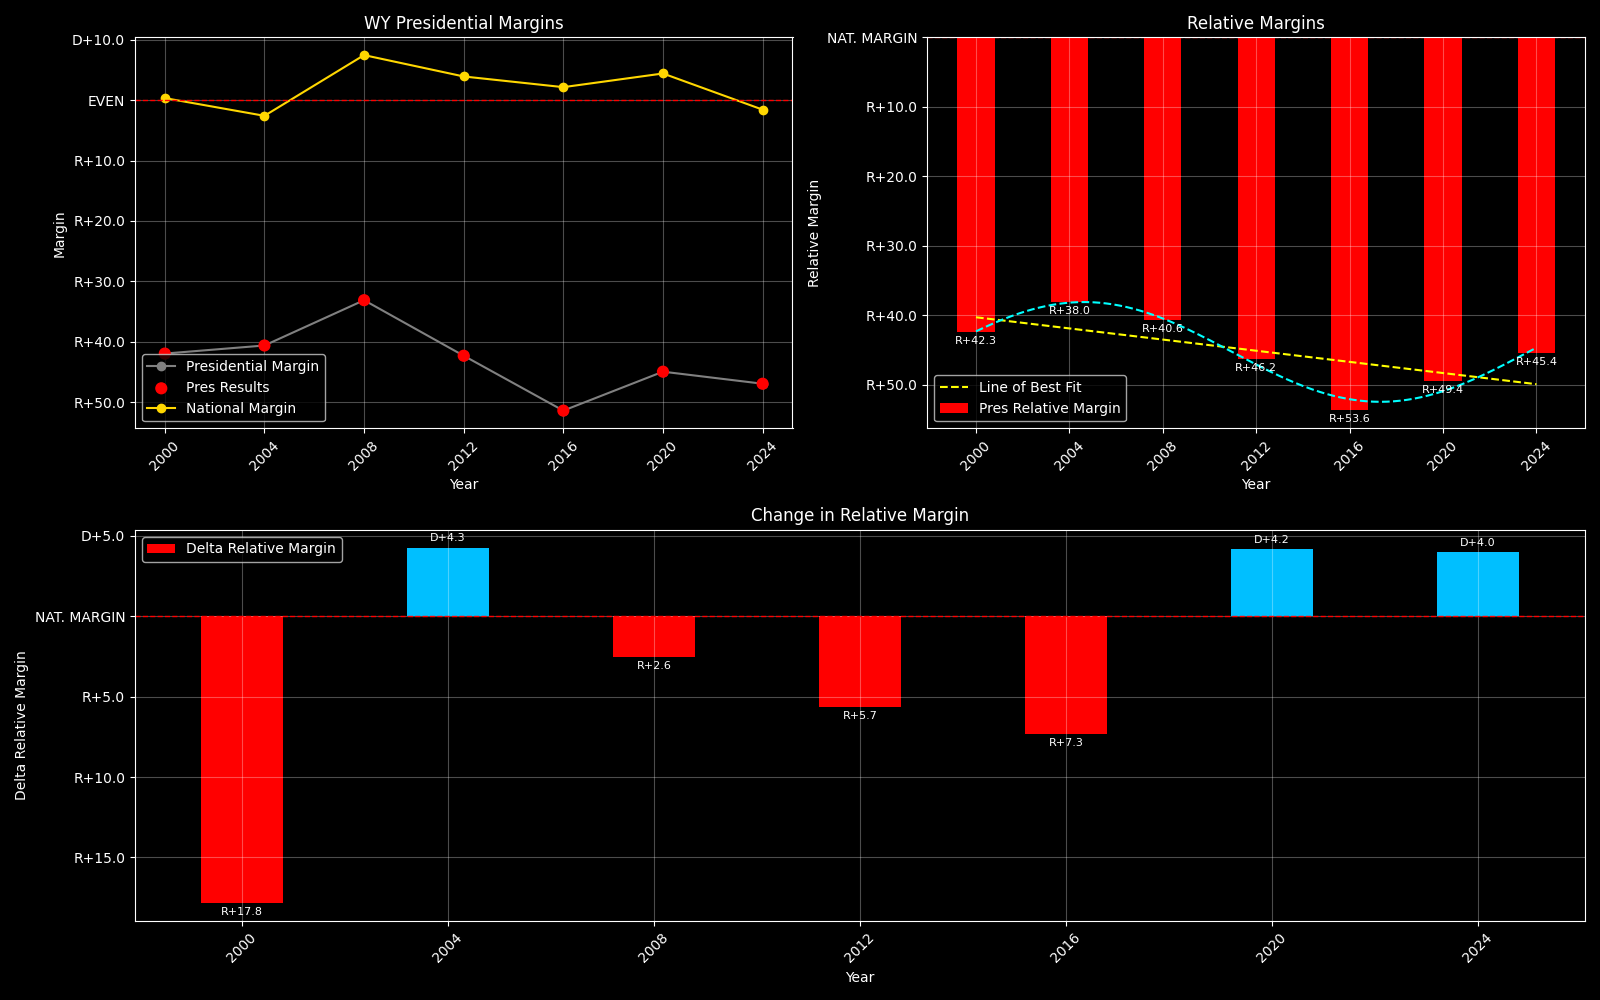 WY Presidential Margins
D+10.0
EVEN
R+10.0
R+20.0
R+30.0
R+40.0
R+50.0
Margin
Presidential Margin
Pres Results
National Margin
2000
2004
2008
2012
2016
2020
2024
Year
Relative Margins
NAT. MARGIN
R+10.0
R+20.0
R+30.0
R+40.0
R+50.0
Relative Margin
R+42.3
R+38.0
R+40.6
R+46.2
R+53.6
R+49.4
R+45.4
Line of Best Fit
Pres Relative Margin
2000
2004
2008
2012
2016
2020
2024
Year
Change in Relative Margin
D+5.0
NAT. MARGIN
R+5.0
R+10.0
R+15.0
Delta Relative Margin
Delta Relative Margin
R+17.8
D+4.3
R+2.6
R+5.7
R+7.3
D+4.2
D+4.0
2000
2004
2008
2012
2016
2020
2024
Year